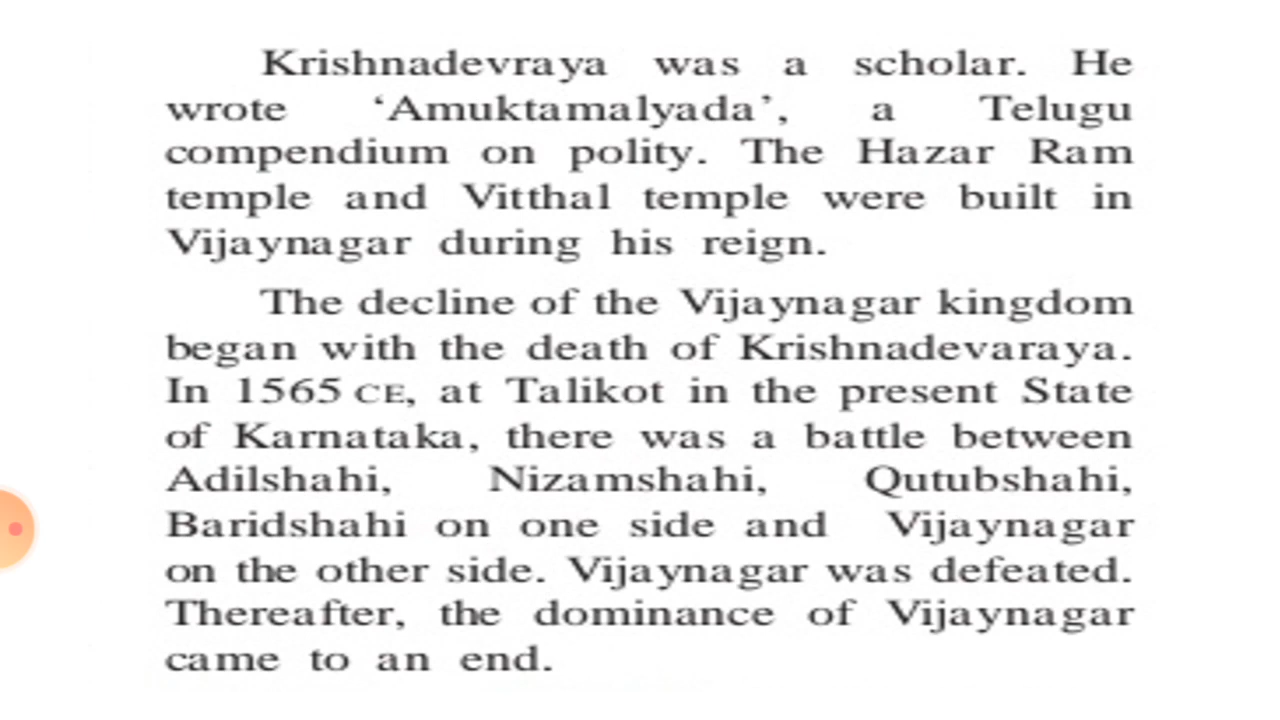 Krishnadevraya was a scholar. He
wrote ‘Amuktamalyada’, a Telugu
compendium on polity. The Hazar Ram
temple and Vitthal temple were built in
Vijaynagar during his reign.
The decline of the Vijaynagar kingdom
began with the death of Krishnadevaraya.
In 1565 CE, at Talikot in the present State
of Karnataka, there was a battle between
Adilshahi, Nizamshahi, Qutubshahi,
Baridshahi on one side and Vijaynagar
on the other side. Vijaynagar was defeated.
Thereafter, the dominance of Vijaynagar
came to an end.